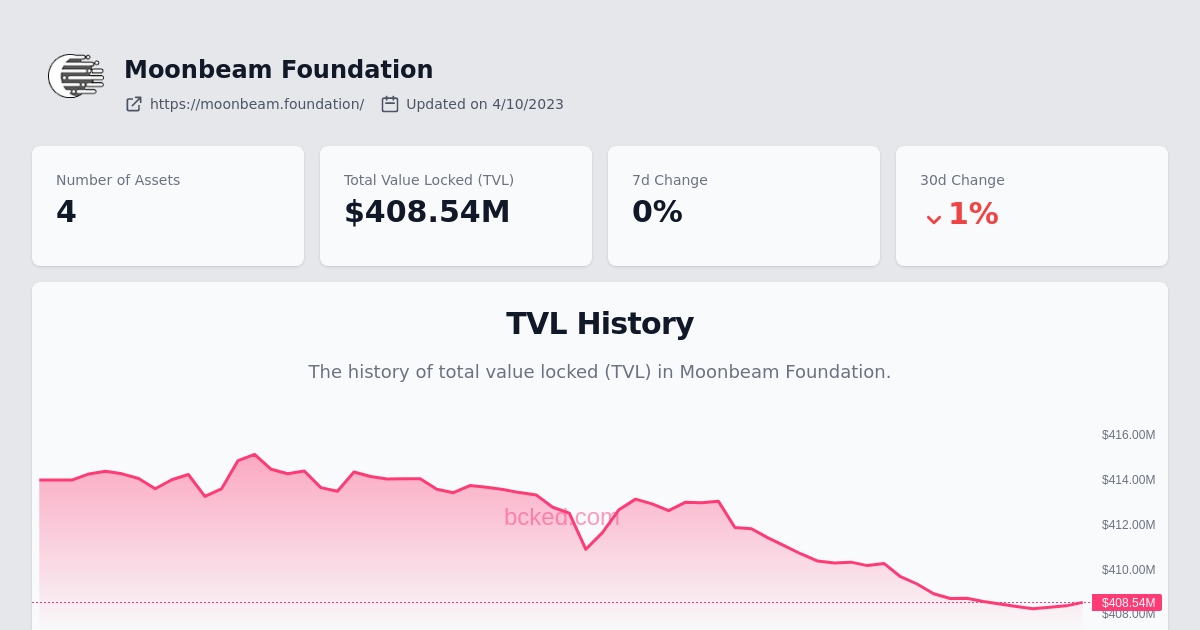 Moonbeam Foundation
https://moonbeam.foundation/ Updated on 4/10/2023
Number of Assets
4
Total Value Locked (TVL)
$408.54M
7d Change
0%
30d Change
1%
TVL History
The history of total value locked (TVL) in Moonbeam Foundation.
$416.00M
$414.00M
bcked.com
$412.00M
$410.00M
$408.54M
$408.00M